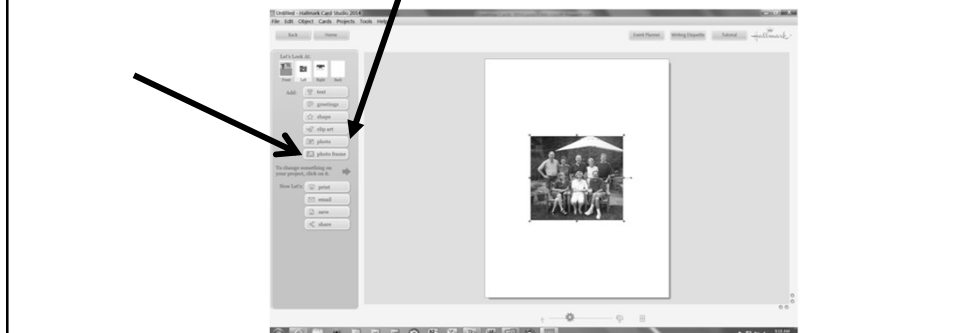 Untitled - Hallmark Card Studio 2014
File Edit Object Cards Projects Tools Help
Back Home Event Planner Writing Etiquette Tutorial Hallmark
Let's Look At:
Front Left Right Back
Add: text
greetings
shape
clip art
photo
photo frame
To change something on
your project, click on it.
Now Let's print
email
save
share